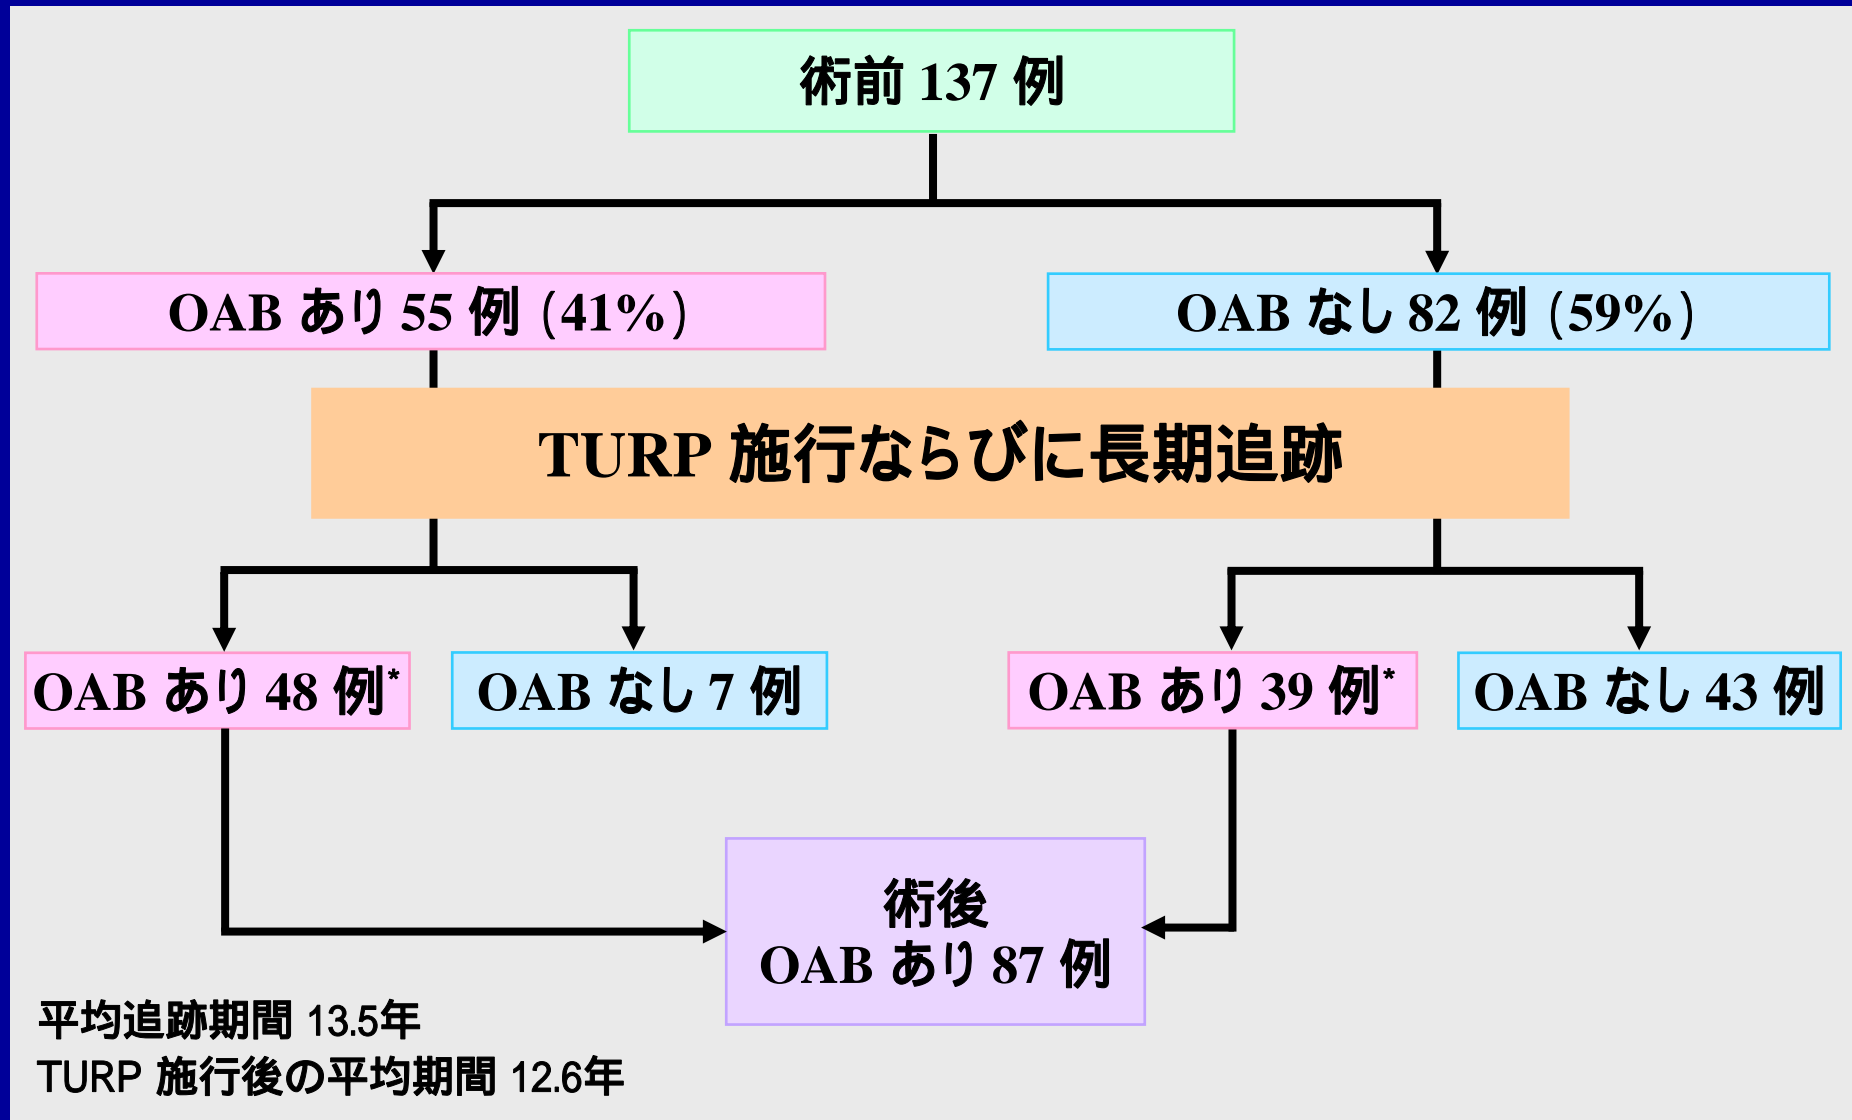 術前 137 例
OAB あり 55 例 (41%)
OAB なし 82 例 (59%)
TURP 施行ならびに長期追跡
OAB あり 48 例*
OAB なし 7 例
OAB あり 39 例*
OAB なし 43 例
術後
OAB あり 87 例
平均追跡期間 13.5年
TURP 施行後の平均期間 12.6年